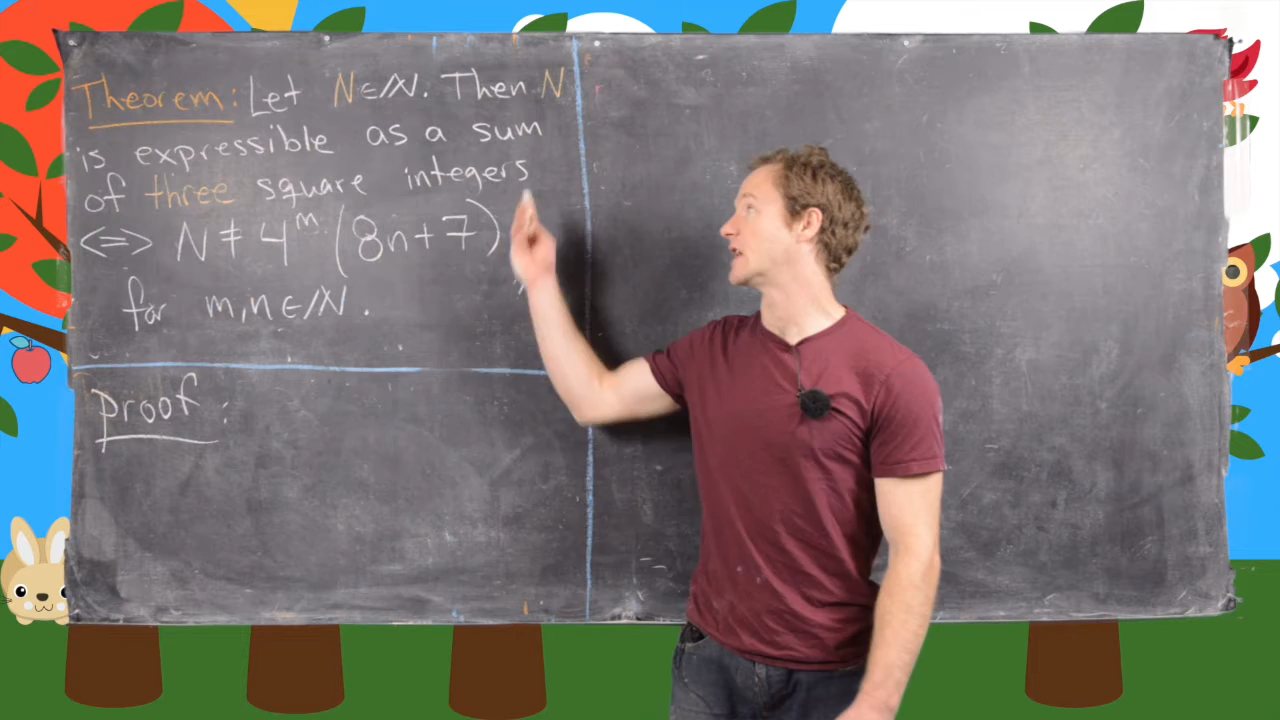 Theorem: Let N∈ℕ. Then N
is expressible as a sum
of three square integers
<=> N ≠ 4^m (8n+7)
for m,n ∈ ℕ.
Proof: